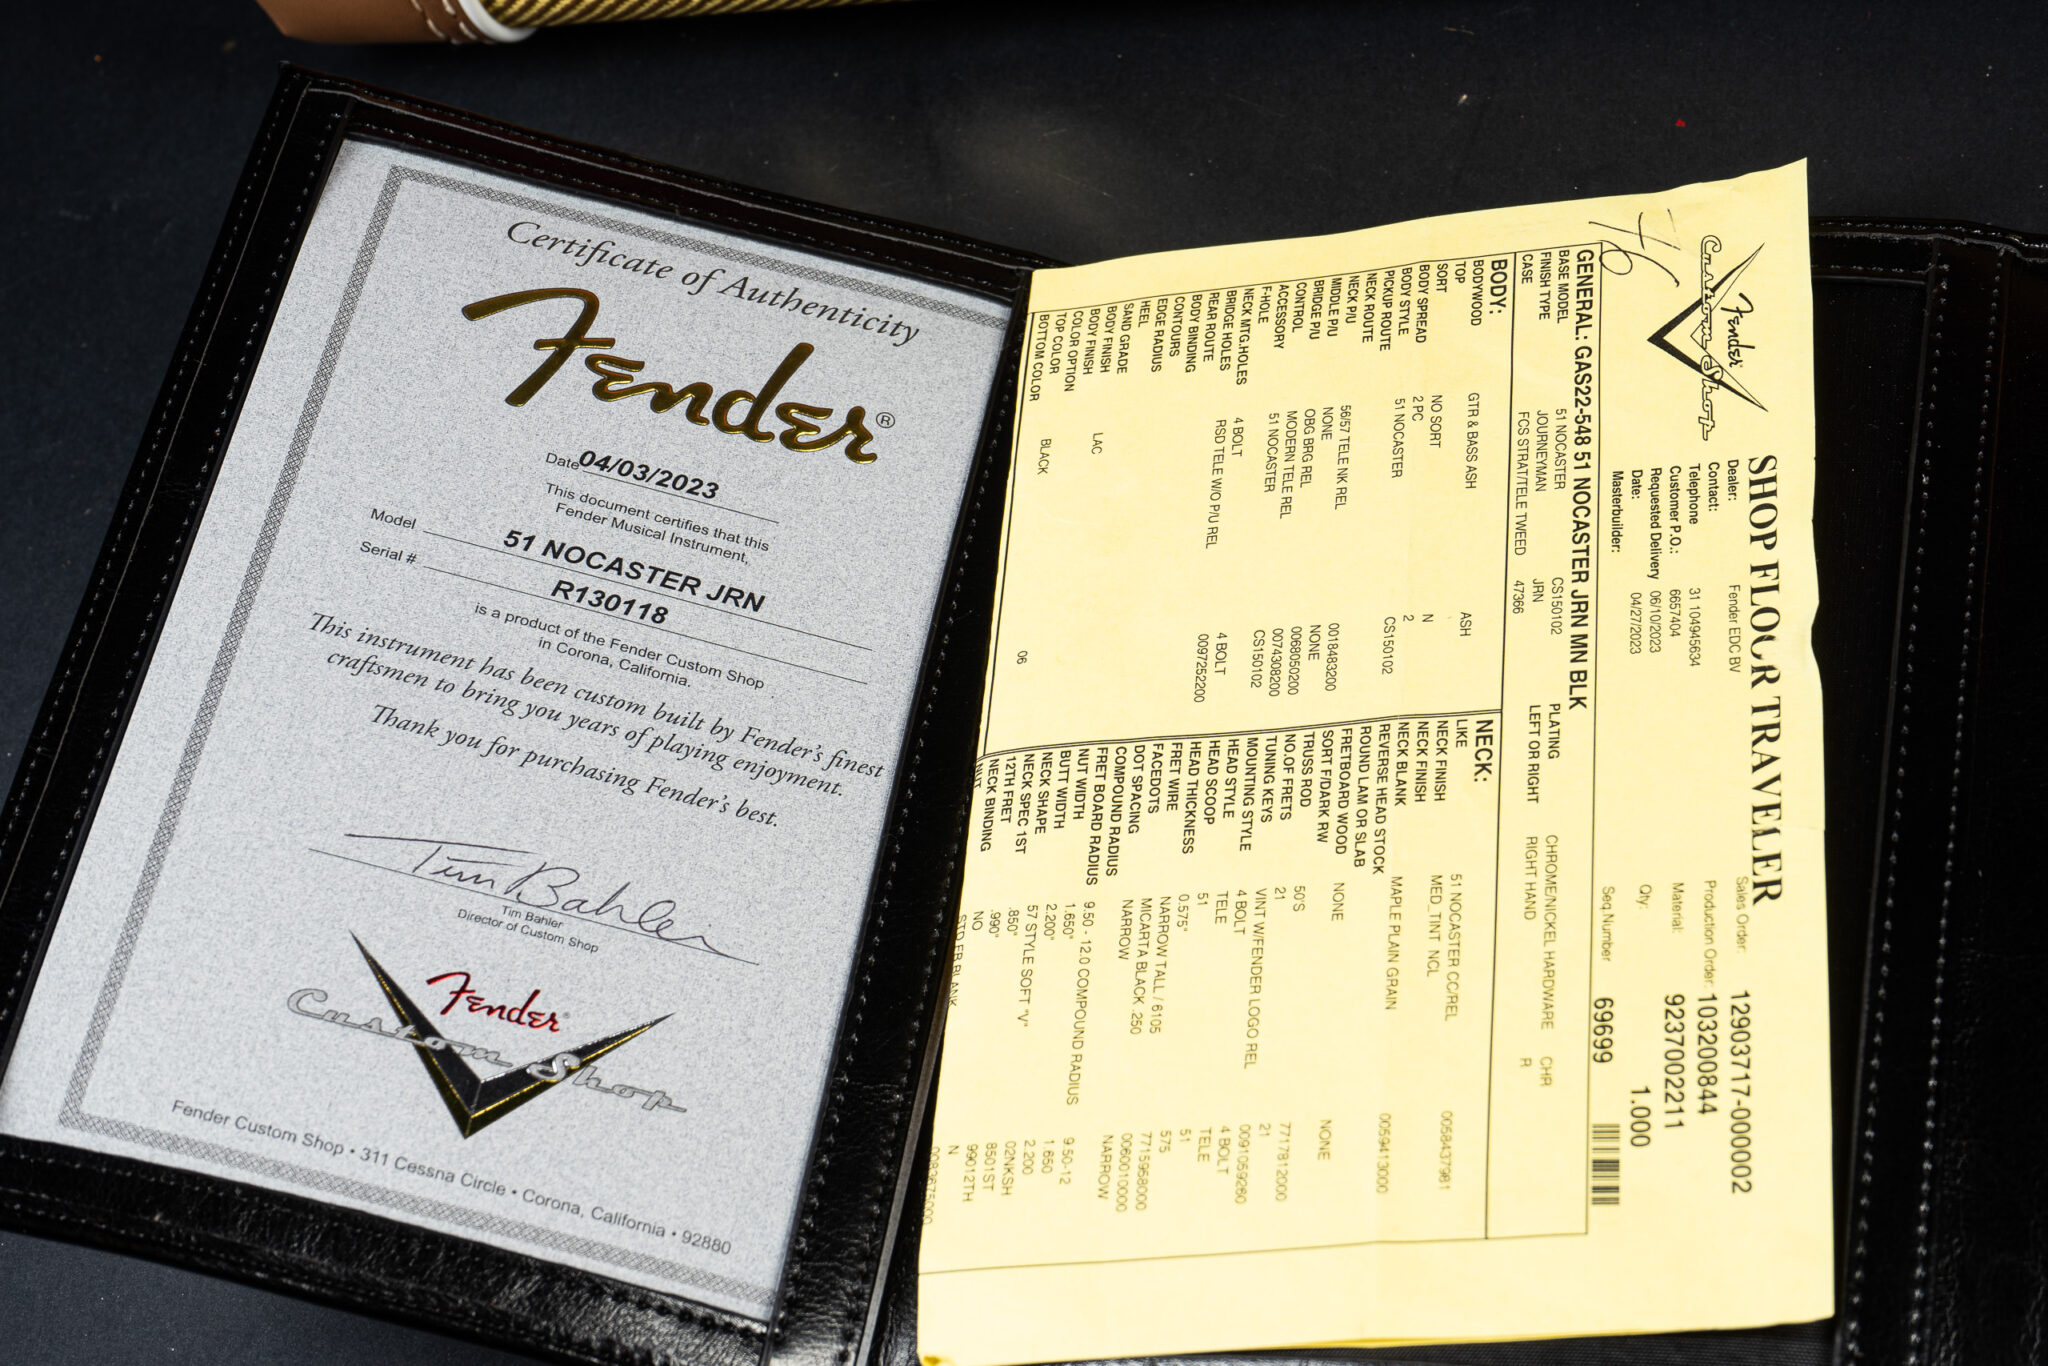 Certificate of Authenticity
Fender®
Date 04/03/2023
This document certifies that this
Fender Musical Instrument,
Model 51 NOCASTER JRN
Serial # R130118
is a product of the Fender Custom Shop
in Corona, California.
This instrument has been custom built by Fender's finest
craftsmen to bring you years of playing enjoyment.
Thank you for purchasing Fender's best.
Tim Bahler
Tim Bahler
Director of Custom Shop
Fender®
Custom Shop
Fender Custom Shop • 311 Cessna Circle • Corona, California • 92880
Fender
Custom Shop
SHOP FLOOR TRAVELER
Dealer: Fender EDC BV
Contact:
Telephone 31 104945634
Customer P.O.: 6657404
Requested Delivery 06/10/2023
Date: 04/27/2023
Masterbuilder:
Sales Order: 12903717-000002
Production Order: 103200844
Material: 9237002211
Qty: 1.000
Seq.Number 69699
GENERAL: GAS22-548 51 NOCASTER JRN MN BLK
BASE MODEL 51 NOCASTER CS150102 PLATING CHROME/NICKEL HARDWARE CHR
FINISH TYPE JOURNEYMAN JRN LEFT OR RIGHT RIGHT HAND R
CASE FCS STRAT/TELE TWEED 47366
BODY:
BODYWOOD GTR & BASS ASH ASH
TOP
SORT NO SORT N
BODY SPREAD 2 PC 2
BODY STYLE 51 NOCASTER CS150102
PICKUP ROUTE
NECK ROUTE
NECK P/U 56/57 TELE NK REL 0018483200
MIDDLE P/U NONE NONE
BRIDGE P/U OBG BRG REL 0068050200
CONTROL MODERN TELE REL 0074308200
ACCESSORY 51 NOCASTER CS150102
F-HOLE
NECK MTG.HOLES 4 BOLT 4 BOLT
BRIDGE HOLES RSD TELE W/O P/U REL 0097252200
REAR ROUTE
BODY BINDING
CONTOURS
EDGE RADIUS
HEEL
SAND GRADE
BODY FINISH LAC
COLOR OPTION
TOP COLOR
BOTTOM COLOR BLACK 06
NECK:
LIKE 51 NOCASTER CC/REL 0058437981
NECK FINISH MED_TINT NCL
NECK FINISH
NECK BLANK MAPLE PLAIN GRAIN 0059413000
REVERSE HEAD STOCK
ROUND LAM OR SLAB
FRETBOARD WOOD NONE NONE
SORT F/DARK RW
TRUSS ROD 50'S 7717812000
NO.OF FRETS 21 21
TUNING KEYS VINT W/FENDER LOGO REL 0091059260
MOUNTING STYLE 4 BOLT 4 BOLT
HEAD STYLE TELE TELE
HEAD SCOOP 51 51
HEAD THICKNESS 0.575" 575
FRET WIRE NARROW TALL / 6105 7715968000
FACEDOTS MICARTA BLACK .250 0060010000
DOT SPACING NARROW NARROW
COMPOUND RADIUS
FRET BOARD RADIUS 9.50 - 12.0 COMPOUND RADIUS 9.50-12
NUT WIDTH 1.650" 1.650
BUTT WIDTH 2.200" 2.200
NECK SHAPE 57 STYLE SOFT "V" 02NKSH
NECK SPEC 1ST .850" 8501ST
12TH FRET .990" 99012TH
NECK BINDING NO N
NUT